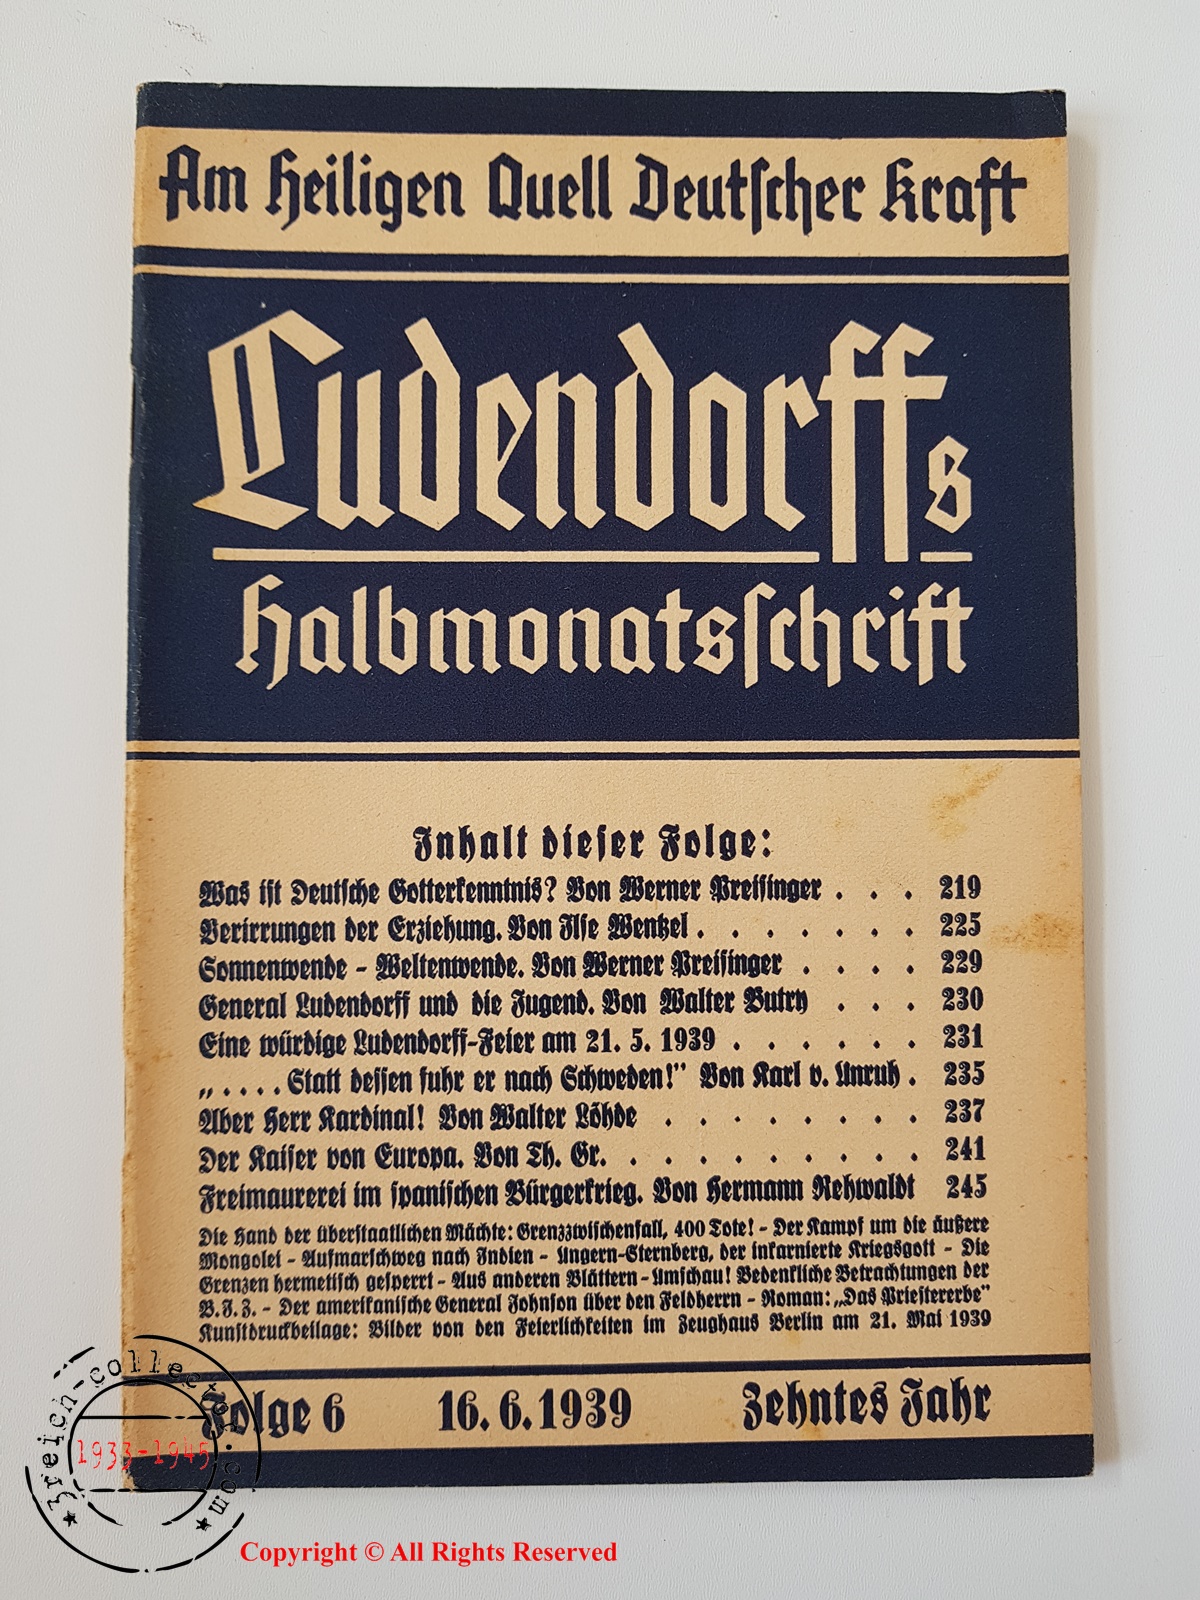 Am Heiligen Quell Deutscher Kraft
Ludendorffs
Halbmonatsschrift
Inhalt dieser Folge:
Was ist Deutsche Gotterkenntnis? Von Werner Preisinger . . . 219
Verirrungen der Erziehung. Von Ilse Wentzel . . . . . . . 225
Sonnenwende - Weltenwende. Von Werner Preisinger . . . . 229
General Ludendorff und die Jugend. Von Walter Butry . . . 230
Eine würdige Ludendorff-Feier am 21. 5. 1939 . . . . . . 231
„. . . . Statt dessen fuhr er nach Schweden!" Von Karl v. Unruh . 235
Aber Herr Kardinal! Von Walter Löhde . . . . . . . . 237
Der Kaiser von Europa. Von Th. Gr. . . . . . . . . . 241
Freimaurerei im spanischen Bürgerkrieg. Von Hermann Rehwaldt 245
Die Hand der überstaatlichen Mächte: Grenzzwischenfall, 400 Tote! - Der Kampf um die äußere
Mongolei - Aufmarschweg nach Indien - Ungern-Sternberg, der inkarnierte Kriegsgott - Die
Grenzen hermetisch gesperrt - Aus anderen Blättern - Umschau! Bedenkliche Betrachtungen der
B.I.Z. - Der amerikanische General Johnson über den Feldherrn - Roman: „Das Priestererbe"
Kunstdruckbeilage: Bilder von den Feierlichkeiten im Zeughaus Berlin am 21. Mai 1939
Folge 6 16. 6. 1939 Zehntes Jahr
3reich-collector.com
1933-1945
Copyright © All Rights Reserved